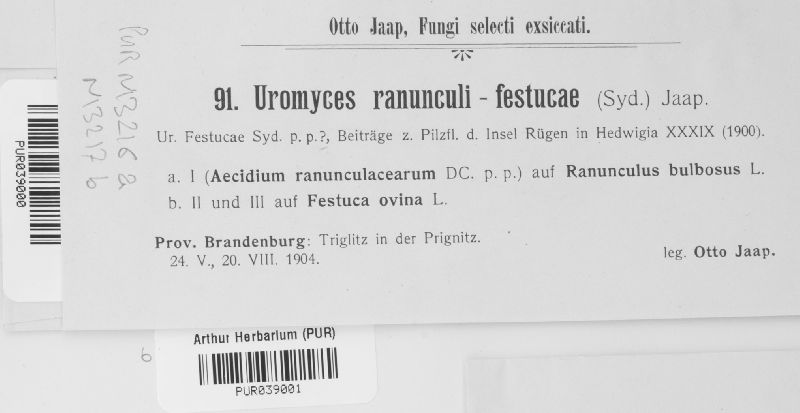 Otto Jaap, Fungi selecti exsiccati.
91. Uromyces ranunculi - festucae (Syd.) Jaap.
Ur. Festucae Syd. p. p.?, Beiträge z. Pilzfl. d. Insel Rügen in Hedwigia XXXIX (1900).
a. I (Aecidium ranunculacearum DC. p. p.) auf Ranunculus bulbosus L.
b. II und III auf Festuca ovina L.
Prov. Brandenburg: Triglitz in der Prignitz.
24. V., 20. VIII. 1904.
leg. Otto Jaap.
PUR M3216 a
M3217 b
PUR039000
Arthur Herbarium (PUR)
PUR039001